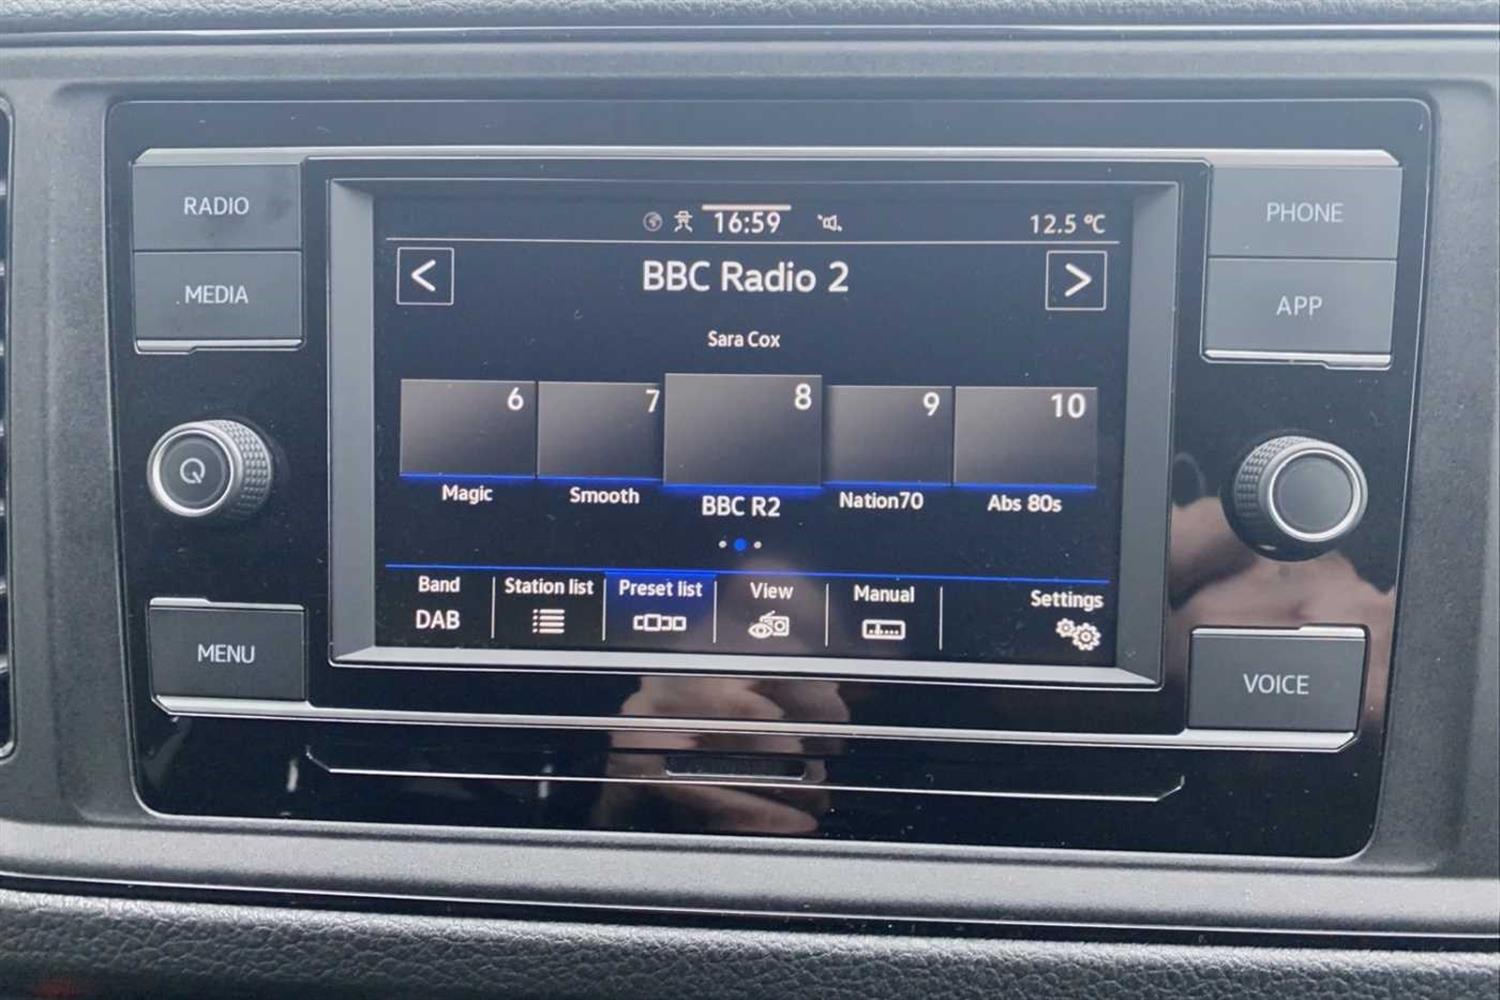 RADIO
MEDIA
MENU
PHONE
APP
VOICE
16:59
12.5 ºC
<
BBC Radio 2
>
Sara Cox
6
7
8
9
10
Magic
Smooth
BBC R2
Nation70
Abs 80s
Band
DAB
Station list
Preset list
View
Manual
Settings